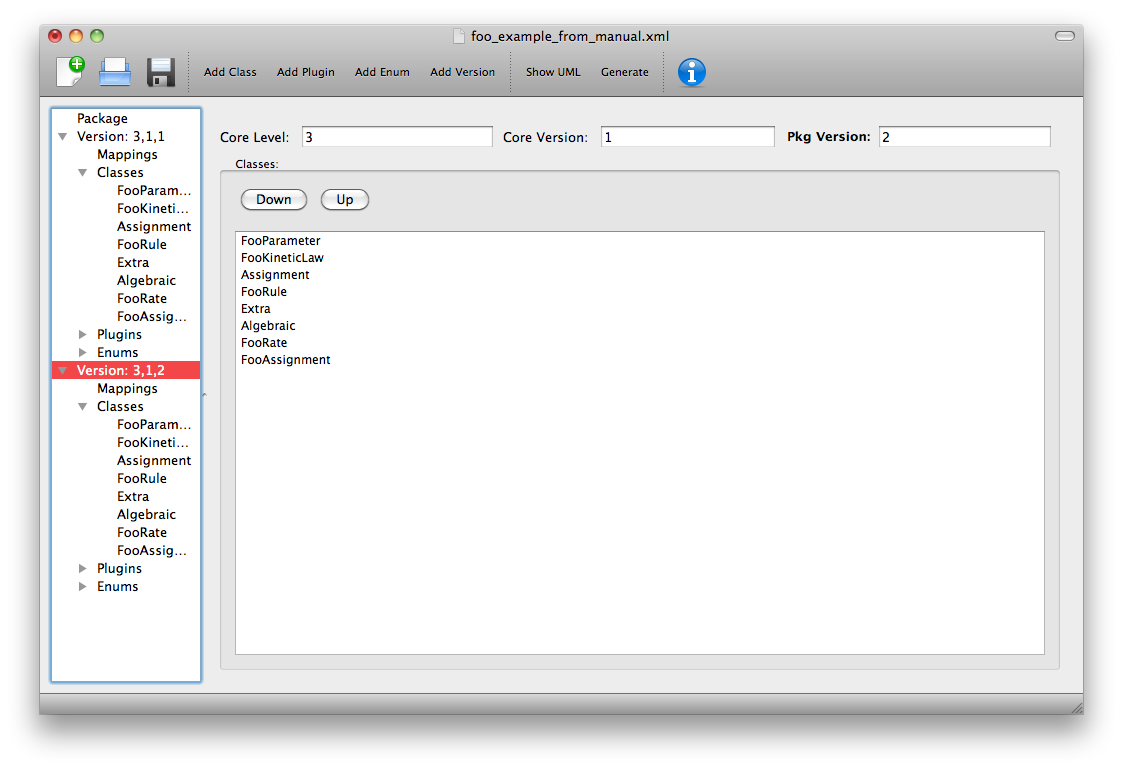 foo_example_from_manual.xml
Add Class Add Plugin Add Enum Add Version Show UML Generate
Package
Version: 3,1,1
Mappings
Classes
FooParam...
FooKineti...
Assignment
FooRule
Extra
Algebraic
FooRate
FooAssig...
Plugins
Enums
Version: 3,1,2
Mappings
Classes
FooParam...
FooKineti...
Assignment
FooRule
Extra
Algebraic
FooRate
FooAssig...
Plugins
Enums
Core Level: 3 Core Version: 1 Pkg Version: 2
Classes:
Down Up
FooParameter
FooKineticLaw
Assignment
FooRule
Extra
Algebraic
FooRate
FooAssignment